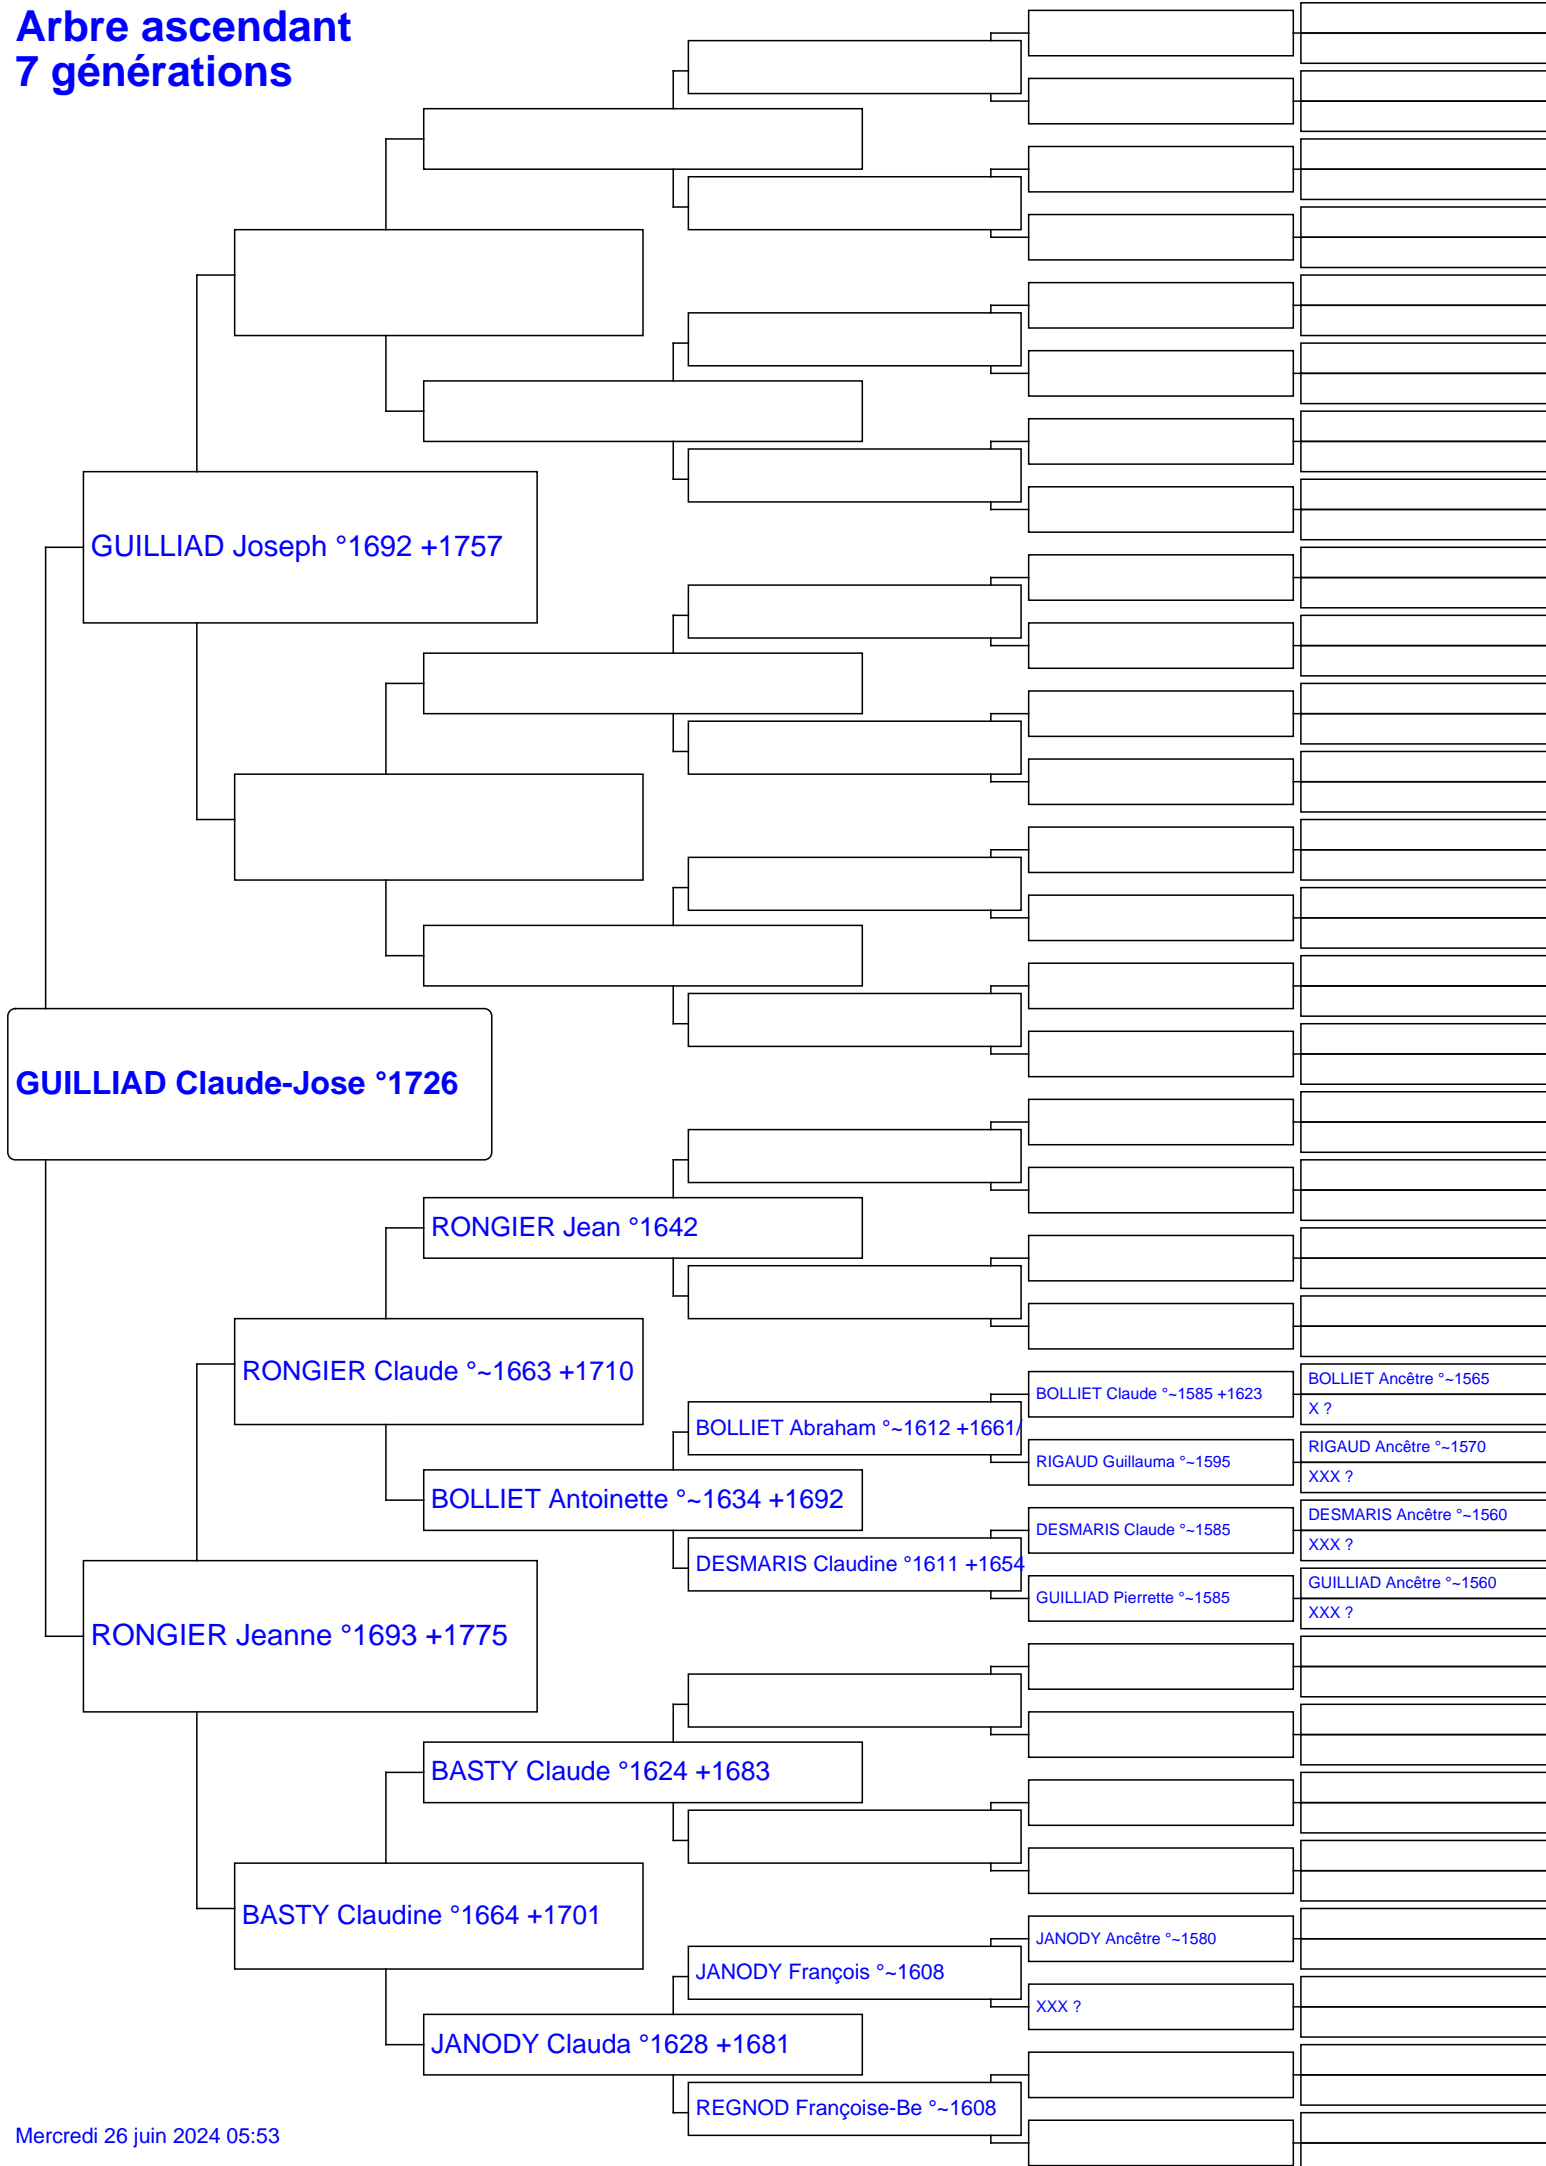 Arbre ascendant
7 générations
GUILLIAD Joseph °1692 +1757
GUILLIAD Claude-Jose °1726
RONGIER Jean °1642
RONGIER Claude °~1663 +1710
BOLLIET Ancêtre °~1565
BOLLIET Claude °~1585 +1623
X ?
BOLLIET Abraham °~1612 +1661/
RIGAUD Ancêtre °~1570
RIGAUD Guillauma °~1595
XXX ?
BOLLIET Antoinette °~1634 +1692
DESMARIS Ancêtre °~1560
DESMARIS Claude °~1585
XXX ?
DESMARIS Claudine °1611 +1654
GUILLIAD Ancêtre °~1560
GUILLIAD Pierrette °~1585
XXX ?
RONGIER Jeanne °1693 +1775
BASTY Claude °1624 +1683
BASTY Claudine °1664 +1701
JANODY Ancêtre °~1580
JANODY François °~1608
XXX ?
JANODY Clauda °1628 +1681
REGNOD Françoise-Be °~1608
Mercredi 26 juin 2024 05:53